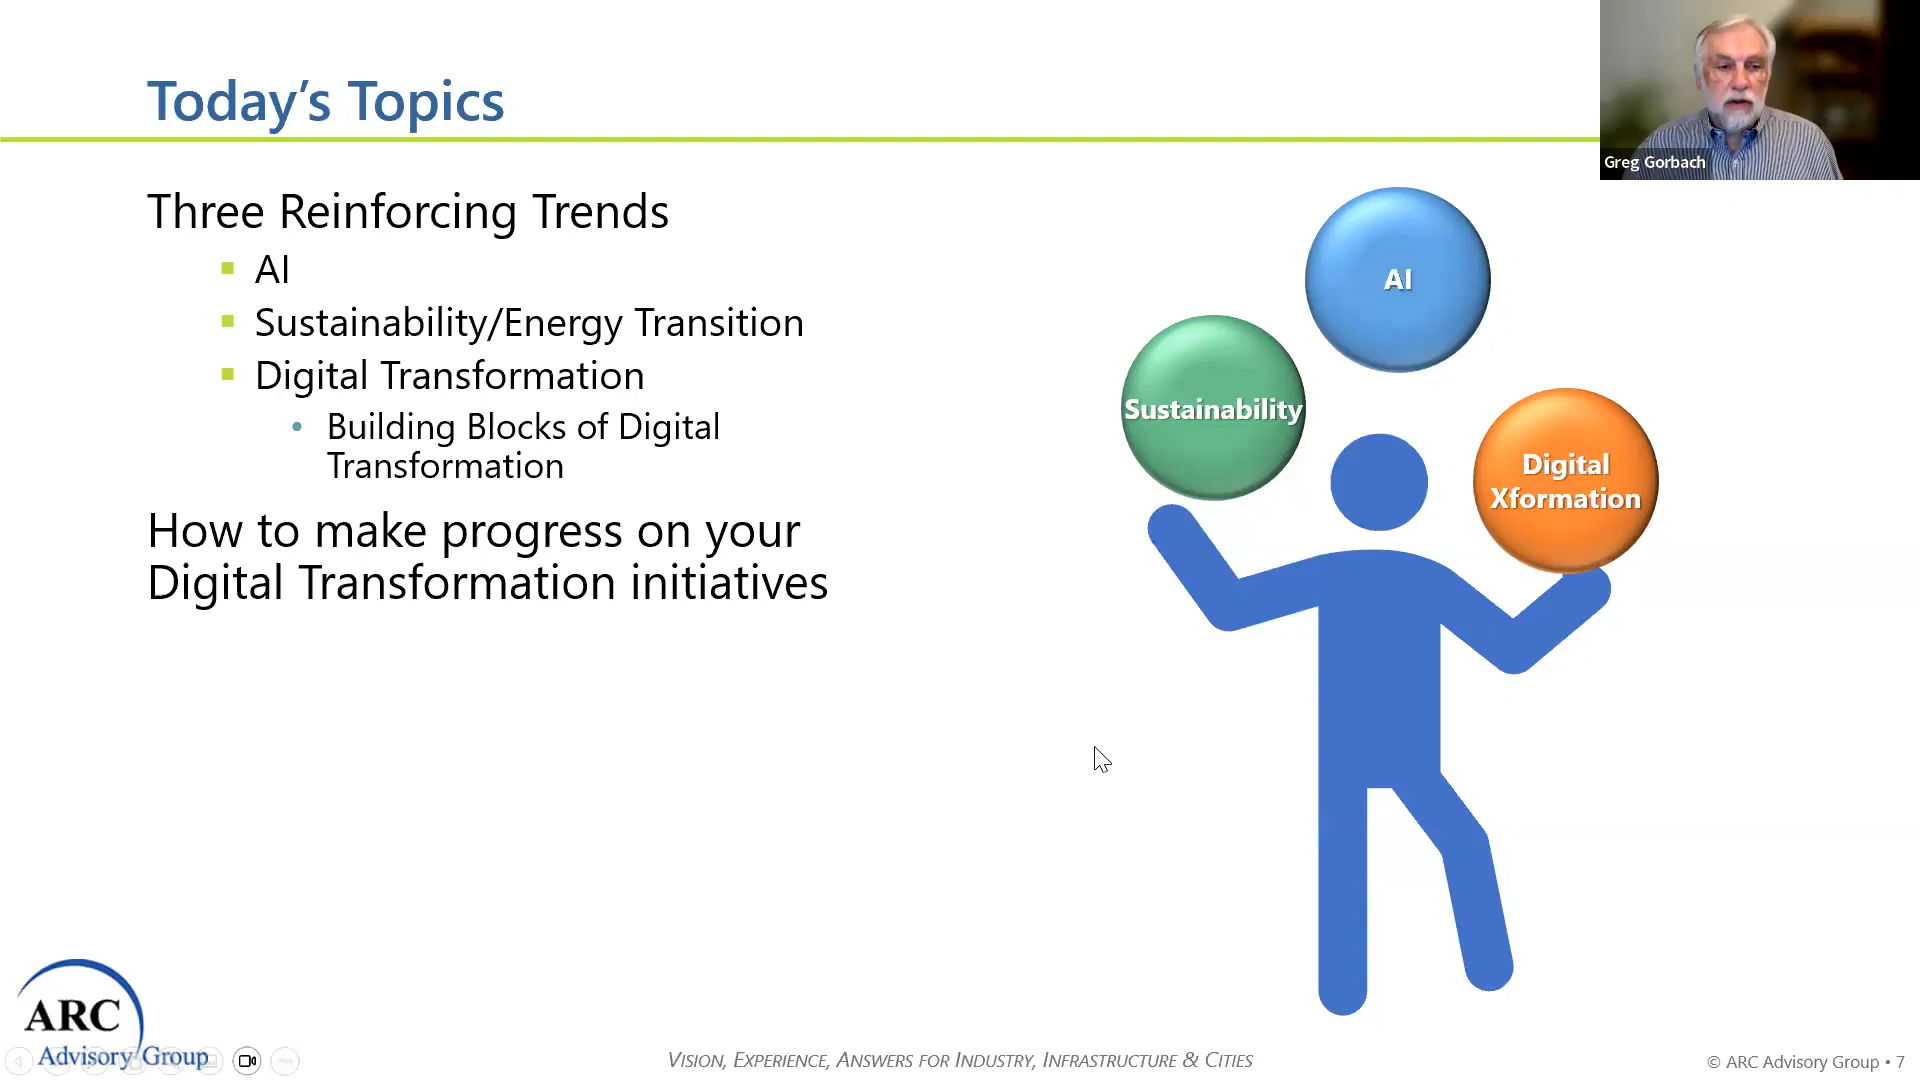 Today's Topics
Greg Gorbach
Three Reinforcing Trends
AI
Sustainability/Energy Transition
Digital Transformation
Building Blocks of Digital
Transformation
How to make progress on your
Digital Transformation initiatives
AI
Sustainability
Digital
Xformation
ARC
Advisory Group
VISION, EXPERIENCE, ANSWERS FOR INDUSTRY, INFRASTRUCTURE & CITIES
© ARC Advisory Group • 7